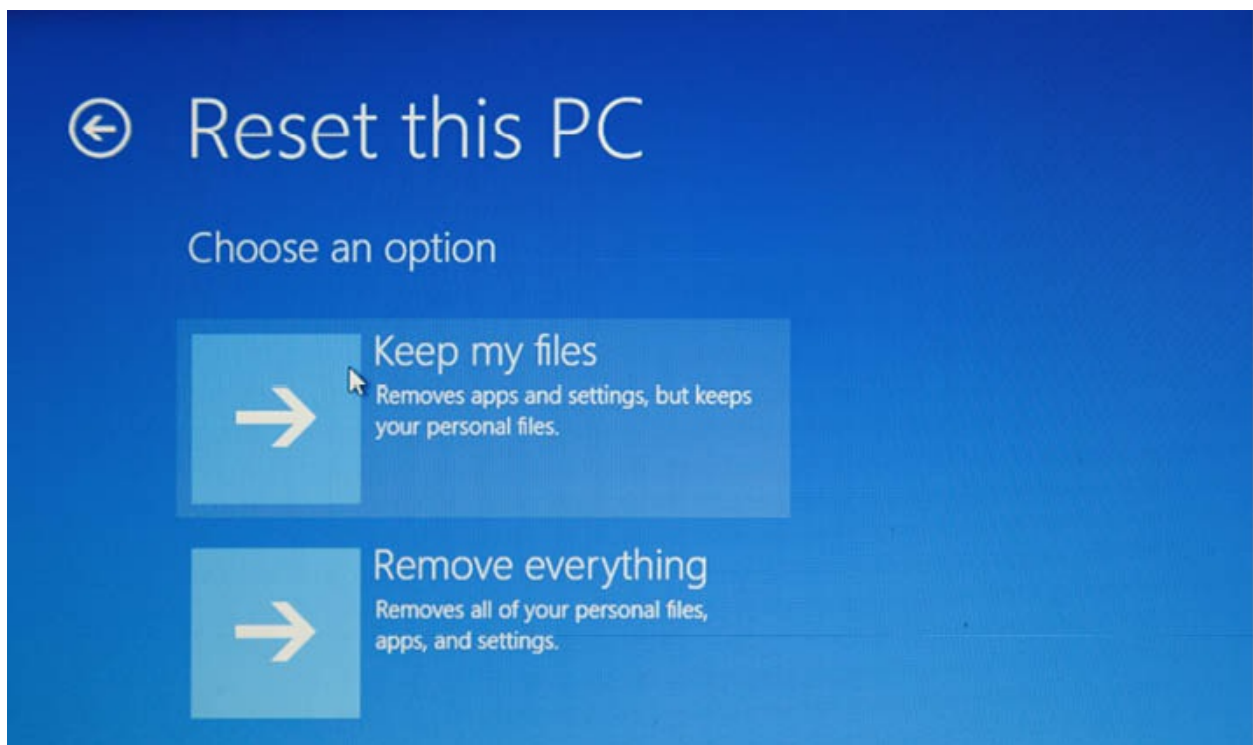 Reset this PC
Choose an option
Keep my files
Removes apps and settings, but keeps
your personal files.
Remove everything
Removes all of your personal files,
apps, and settings.